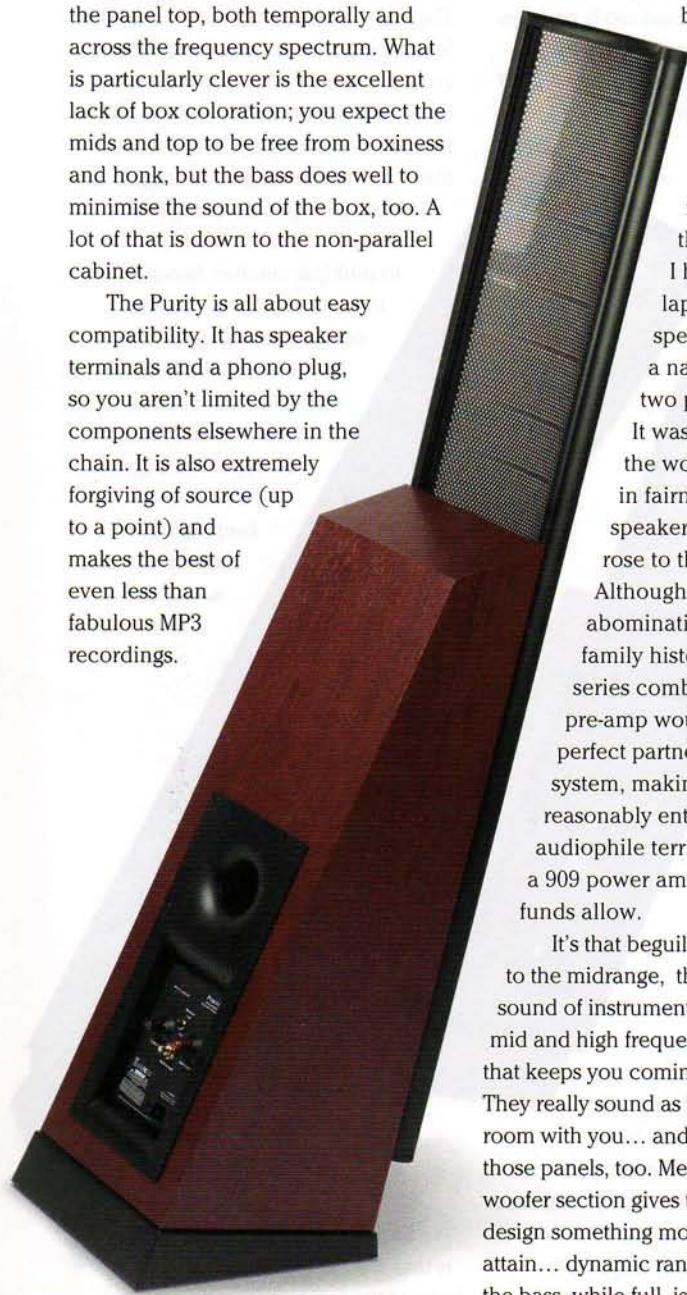 the panel top, both temporally and
across the frequency spectrum. What
is particularly clever is the excellent
lack of box coloration; you expect the
mids and top to be free from boxiness
and honk, but the bass does well to
minimise the sound of the box, too. A
lot of that is down to the non-parallel
cabinet.
The Purity is all about easy
compatibility. It has speaker
terminals and a phono plug,
so you aren't limited by the
components elsewhere in the
chain. It is also extremely
forgiving of source (up
to a point) and
makes the best of
even less than
fabulous MP3
recordings.
b
th
I h
lap
spe
a na
two p
It was
the wo
in fairn
speaker
rose to th
Although
abominati
family histo
series comb
pre-amp wou
perfect partne
system, makin
reasonably ent
audiophile terr
a 909 power am
funds allow.
It's that beguil
to the midrange, th
sound of instrument
mid and high freque
that keeps you comin
They really sound as
room with you… and
those panels, too. Me
woofer section gives t
design something mo
attain… dynamic ran
the bass, while full, is